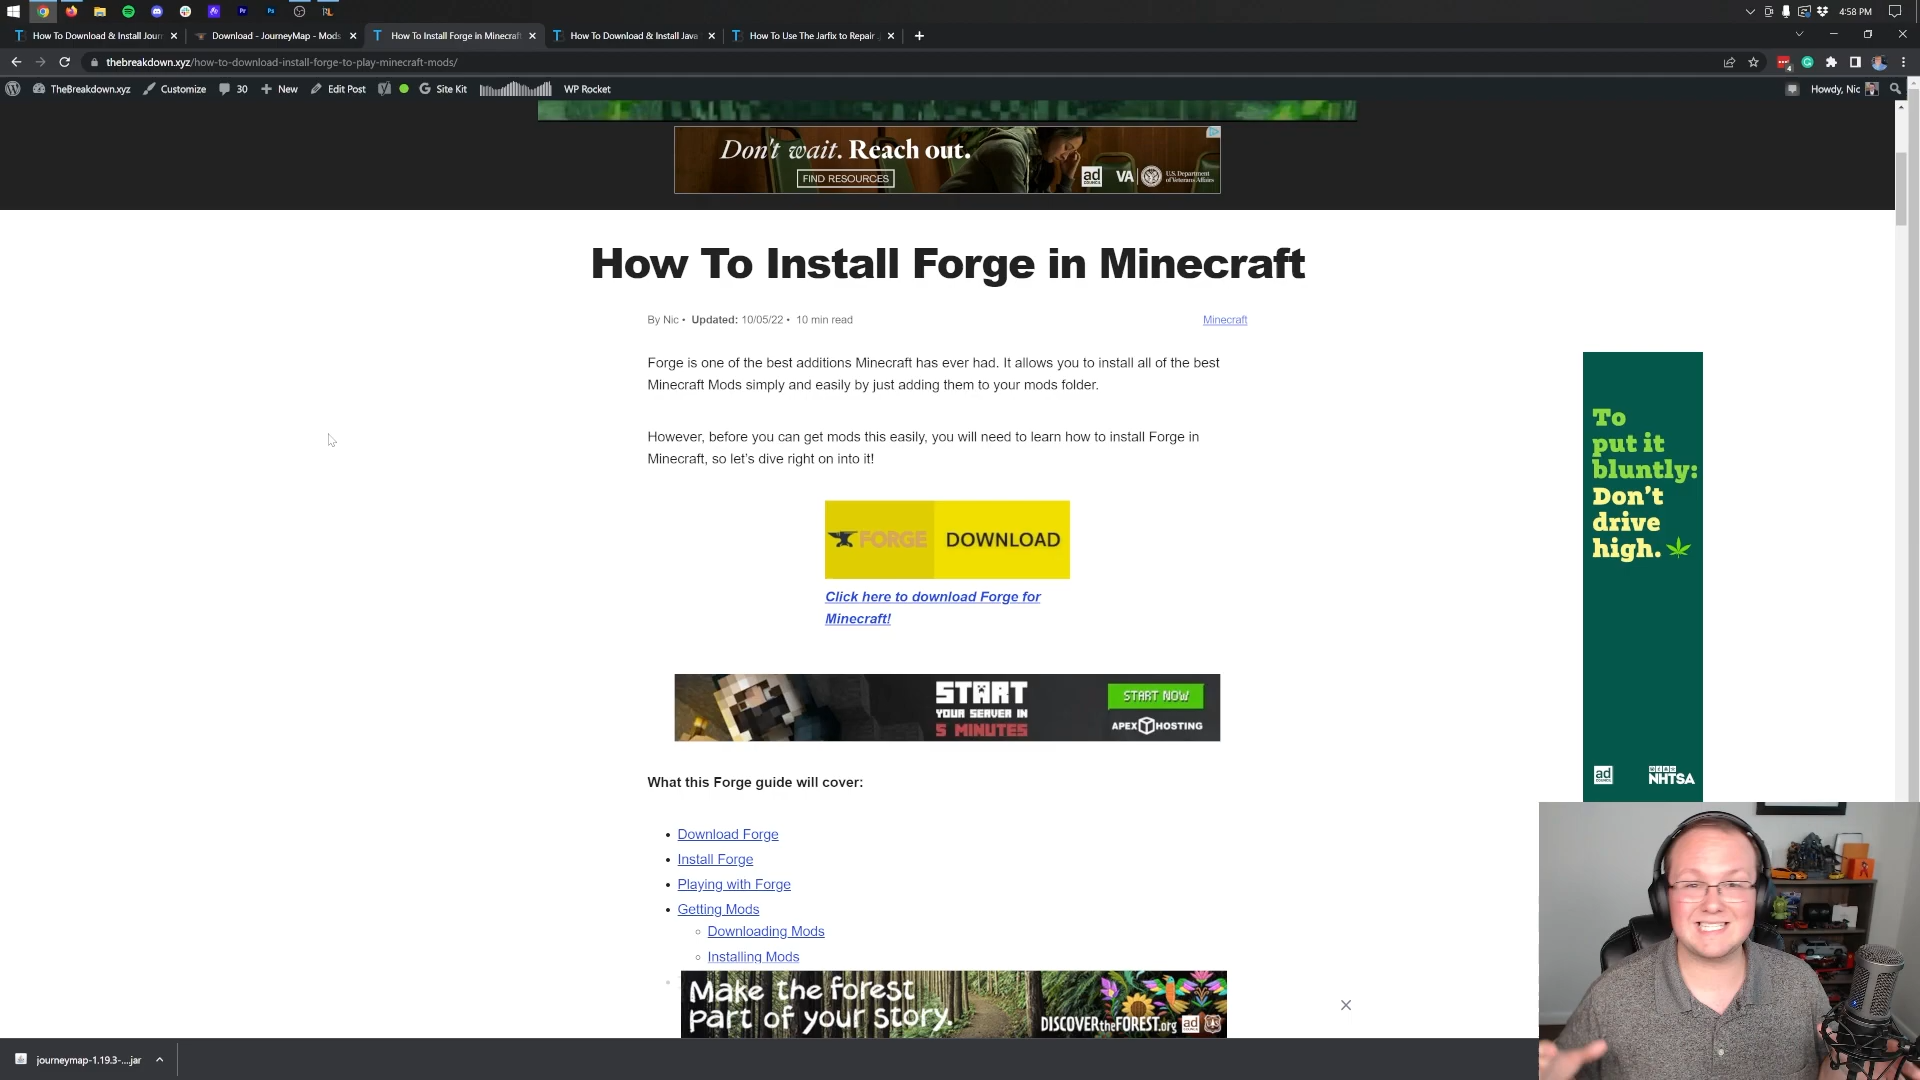 4:58 PM
How To Download & Install Jour
Download - JourneyMap - Mods
How To Install Forge in Minecraft
How To Download & Install Java
How To Use The Jarfix to Repair
thebreakdown.xyz/how-to-download-install-forge-to-play-minecraft-mods/
TheBreakdown.xyz
Customize
30
New
Edit Post
Site Kit
WP Rocket
Howdy, Nic
Don't wait. Reach out.
FIND RESOURCES
ad
VA
U.S. Department
of Veterans Affairs
How To Install Forge in Minecraft
By Nic • Updated: 10/05/22 • 10 min read
Minecraft
Forge is one of the best additions Minecraft has ever had. It allows you to install all of the best
Minecraft Mods simply and easily by just adding them to your mods folder.
However, before you can get mods this easily, you will need to learn how to install Forge in
Minecraft, so let's dive right on into it!
FORGE DOWNLOAD
Click here to download Forge for
Minecraft!
START
YOUR SERVER IN
5 MINUTES
START NOW
APEX HOSTING
What this Forge guide will cover:
Download Forge
Install Forge
Playing with Forge
Getting Mods
Downloading Mods
Installing Mods
Make the forest
part of your story.
DISCOVERtheFOREST.org
ad
To
put it
bluntly:
Don't
drive
high.
ad
NHTSA
journeymap-1.19.3-....jar